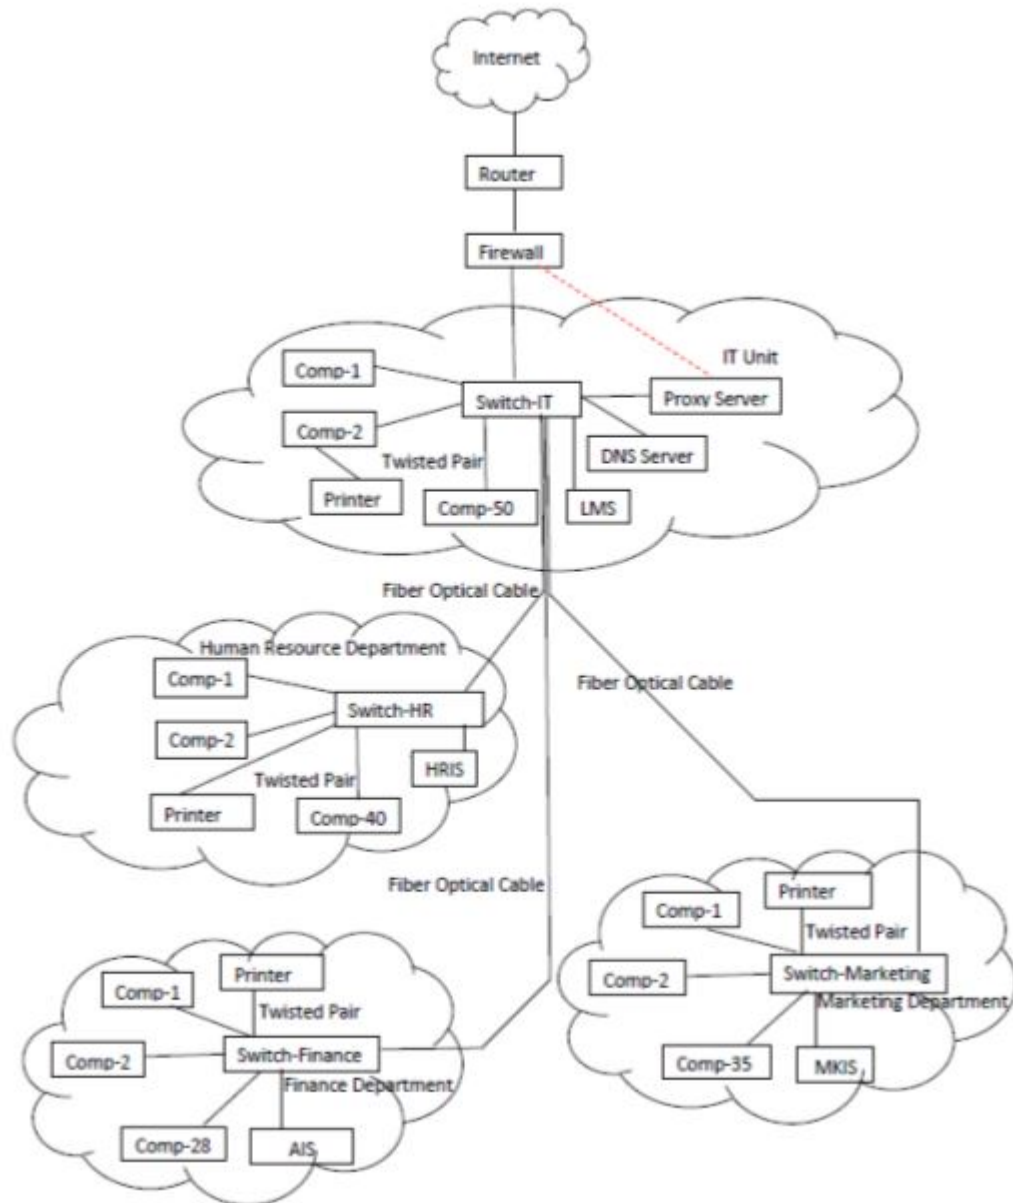 Internet
Router
Firewall
IT Unit
Comp-1
Switch-IT
Proxy Server
Comp-2
DNS Server
Twisted Pair
Printer
Comp-50
LMS
Fiber Optical Cable
Human Resource Department
Comp-1
Fiber Optical Cable
Switch-HR
Comp-2
HRIS
Twisted Pair
Printer
Comp-40
Fiber Optical Cable
Printer
Comp-1
Twisted Pair
Switch-Marketing
Comp-2
Marketing Department
Comp-35
MKIS
Printer
Comp-1
Twisted Pair
Switch-Finance
Comp-2
Finance Department
Comp-28
AIS